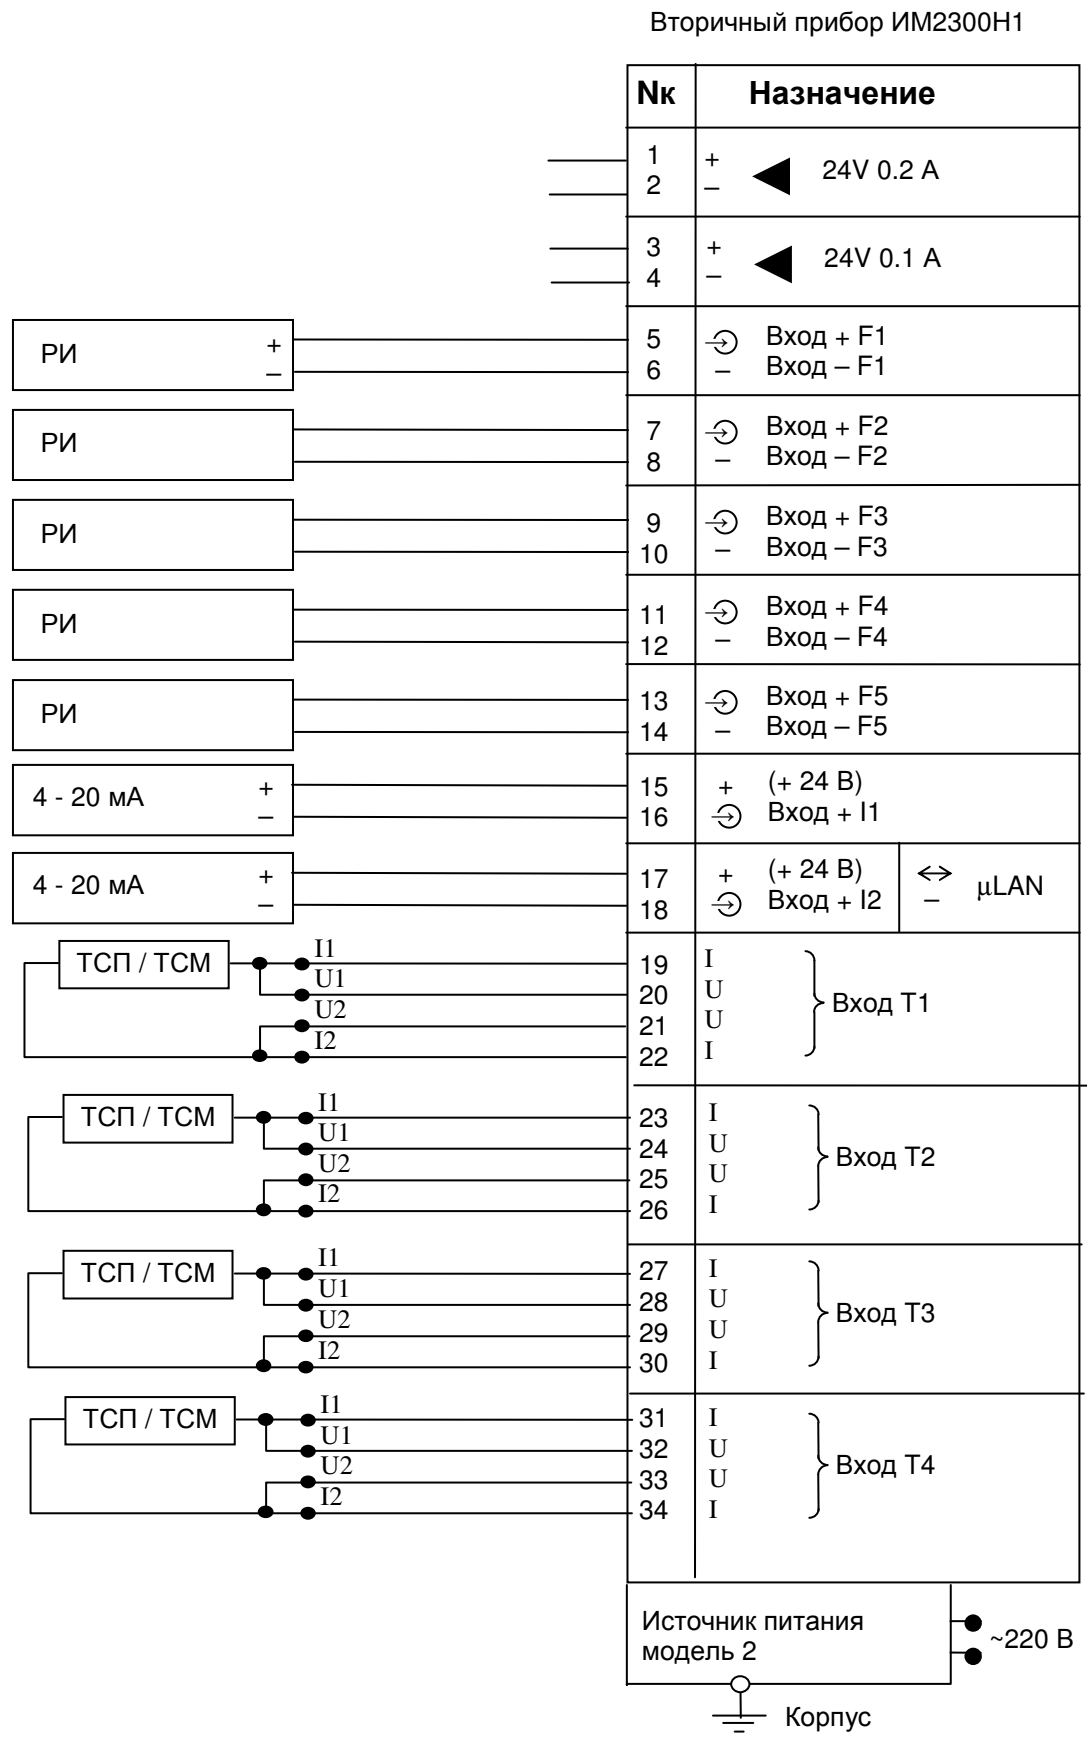 Вторичный прибор ИМ2300Н1
Nк Назначение
1 + 24V 0.2 A
2 –
3 + 24V 0.1 A
4 –
РИ + 5 Вход + F1
– 6 – Вход – F1
РИ 7 Вход + F2
8 – Вход – F2
РИ 9 Вход + F3
10 – Вход – F3
РИ 11 Вход + F4
12 – Вход – F4
РИ 13 Вход + F5
14 – Вход – F5
4 - 20 мА + 15 + (+ 24 В)
– 16 Вход + I1
4 - 20 мА + 17 + (+ 24 В) ↔ μLAN
– 18 Вход + I2 –
ТСП / ТСМ I1 19 I
U1 20 U Вход Т1
U2 21 U
I2 22 I
ТСП / ТСМ I1 23 I
U1 24 U Вход Т2
U2 25 U
I2 26 I
ТСП / ТСМ I1 27 I
U1 28 U Вход Т3
U2 29 U
I2 30 I
ТСП / ТСМ I1 31 I
U1 32 U Вход Т4
U2 33 U
I2 34 I
Источник питания
модель 2
~220 В
Корпус